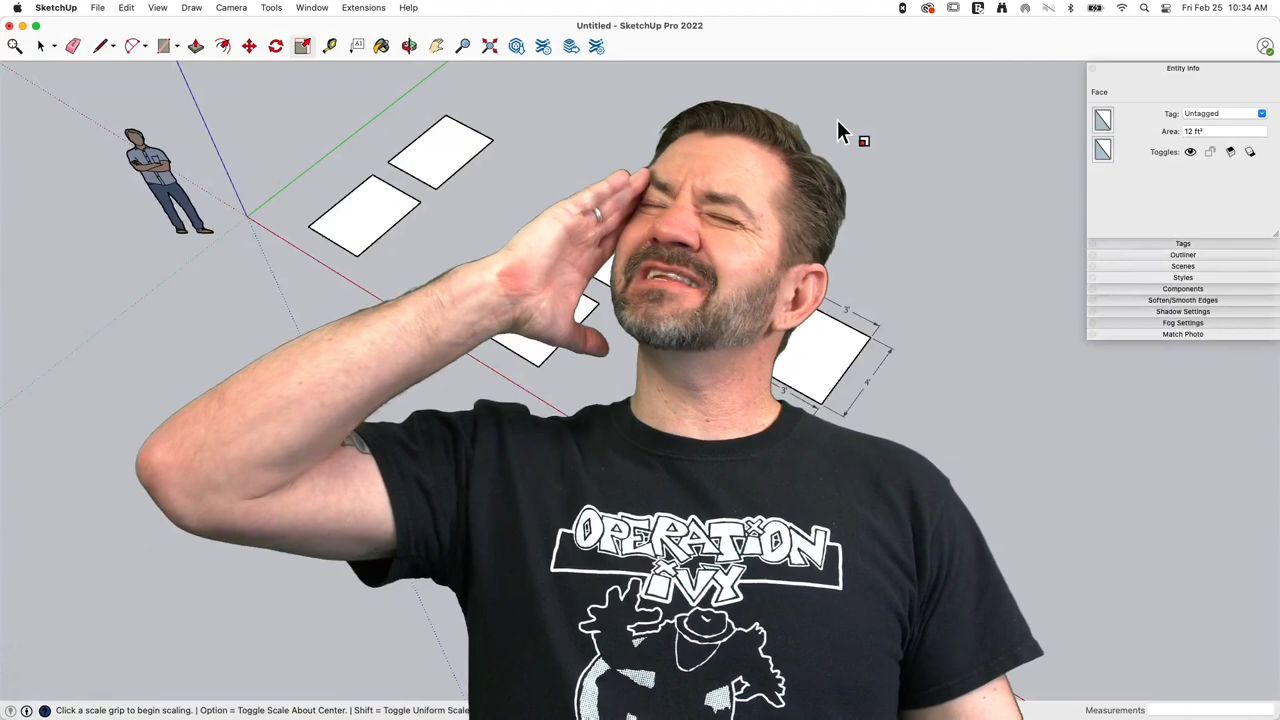 SketchUp File Edit View Draw Camera Tools Window Extensions Help Fri Feb 25 10:34 AM
Untitled - SketchUp Pro 2022
Entity Info
Face
Tag: Untagged
Area: 12 ft²
Toggles:
Tags
Outliner
Scenes
Styles
Components
Soften/Smooth Edges
Shadow Settings
Fog Settings
Match Photo
3'
4'
3'
OPERATION
IVY
Click a scale grip to begin scaling. | Option = Toggle Scale About Center. | Shift = Toggle Uniform Scale
Measurements